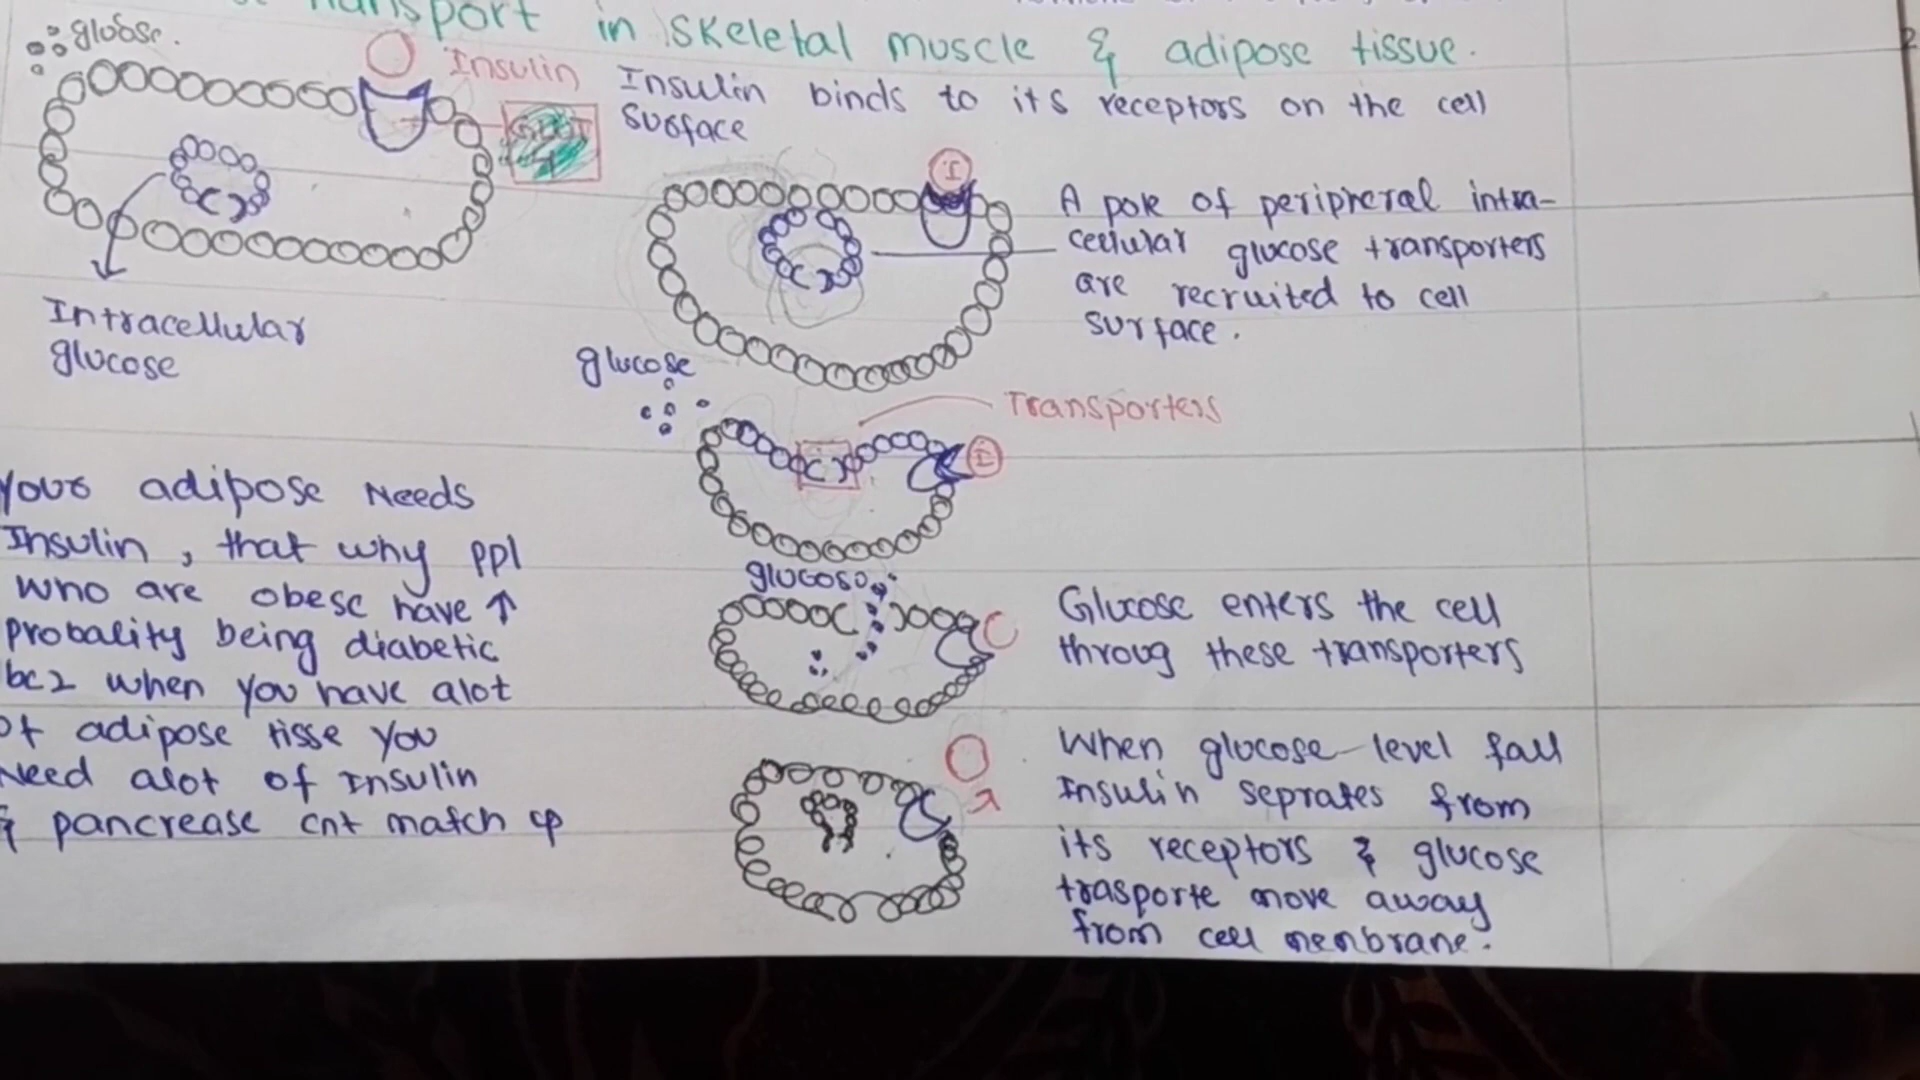 transport in skeletal muscle & adipose tissue.
gloose.
Insulin
Insulin binds to its receptors on the cell
surface
I
A pore of peripheral intra-
cellular glucose transporters
are recruited to cell
surface.
Intracellular
glucose
glucose
Transporters
I
Your adipose Needs
Insulin, that why ppl
who are obese have ↑
probality being diabetic
bcz when you have alot
of adipose tisse you
Need alot of Insulin
& pancrease cnt match up
glucose
Glucose enters the cell
throug these transporters
When glucose level fall
Insulin seprates from
its receptors & glucose
trasporte move away
from cell menbrane.